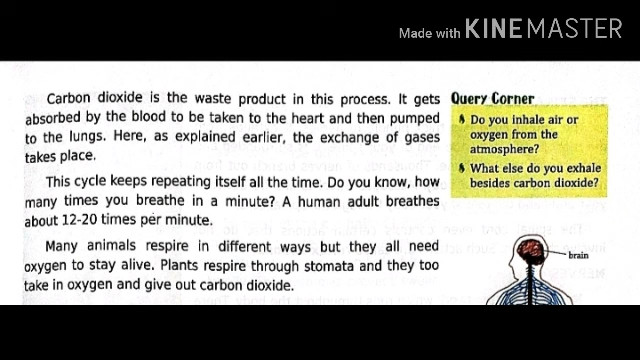 Made with KINEMASTER
Carbon dioxide is the waste product in this process. It gets
absorbed by the blood to be taken to the heart and then pumped
to the lungs. Here, as explained earlier, the exchange of gases
takes place.
This cycle keeps repeating itself all the time. Do you know, how
many times you breathe in a minute? A human adult breathes
about 12-20 times per minute.
Many animals respire in different ways but they all need
oxygen to stay alive. Plants respire through stomata and they too
take in oxygen and give out carbon dioxide.
Query Corner
Do you inhale air or
oxygen from the
atmosphere?
What else do you exhale
besides carbon dioxide?
brain